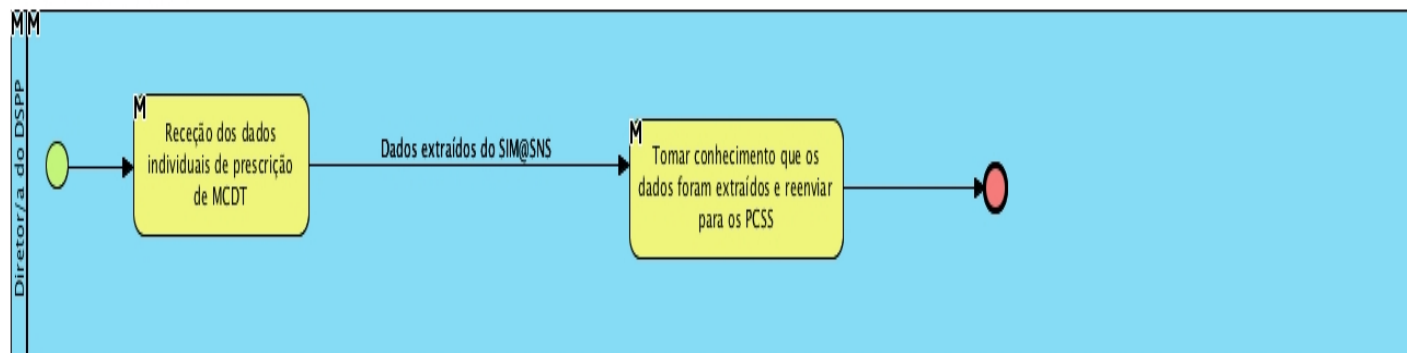 M M
Diretor/a do DSPP
M
Receção dos dados
individuais de prescrição
de MCDT
Dados extraídos do SIM@SNS
M
Tomar conhecimento que os
dados foram extraídos e reenviar
para os PCSS